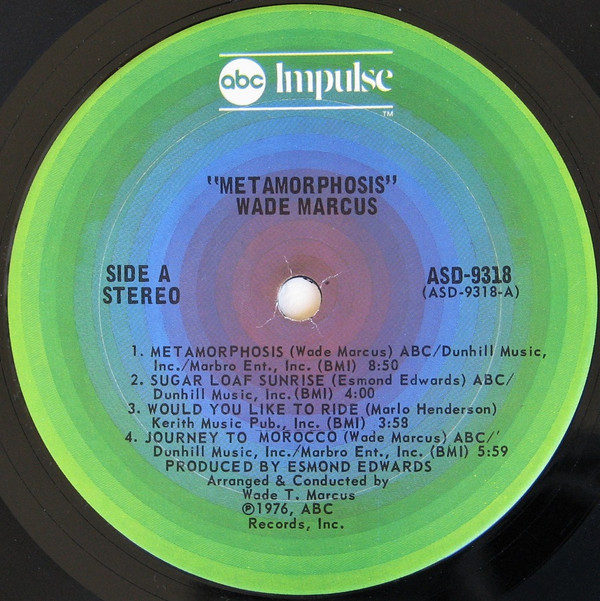 abc Impulse
TM
"METAMORPHOSIS"
WADE MARCUS
SIDE A
STEREO
ASD-9318
(ASD-9318-A)
1. METAMORPHOSIS (Wade Marcus) ABC/Dunhill Music,
Inc./Marbro Ent., Inc. (BMI) 8:50
2. SUGAR LOAF SUNRISE (Esmond Edwards) ABC/
Dunhill Music, Inc. (BMI) 4:00
3. WOULD YOU LIKE TO RIDE (Marlo Henderson)
Kerith Music Pub., Inc. (BMI) 3:58
4. JOURNEY TO MOROCCO (Wade Marcus) ABC/
Dunhill Music, Inc./Marbro Ent., Inc. (BMI) 5:59
PRODUCED BY ESMOND EDWARDS
Arranged & Conducted by
Wade T. Marcus
℗1976, ABC
Records, Inc.